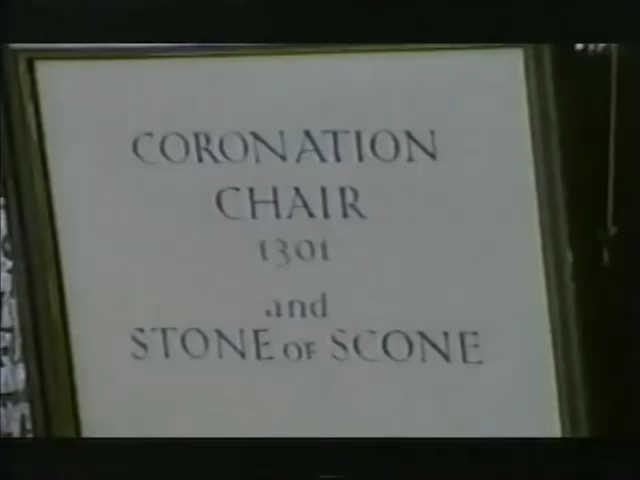 CORONATION
CHAIR
1301
and
STONE OF SCONE